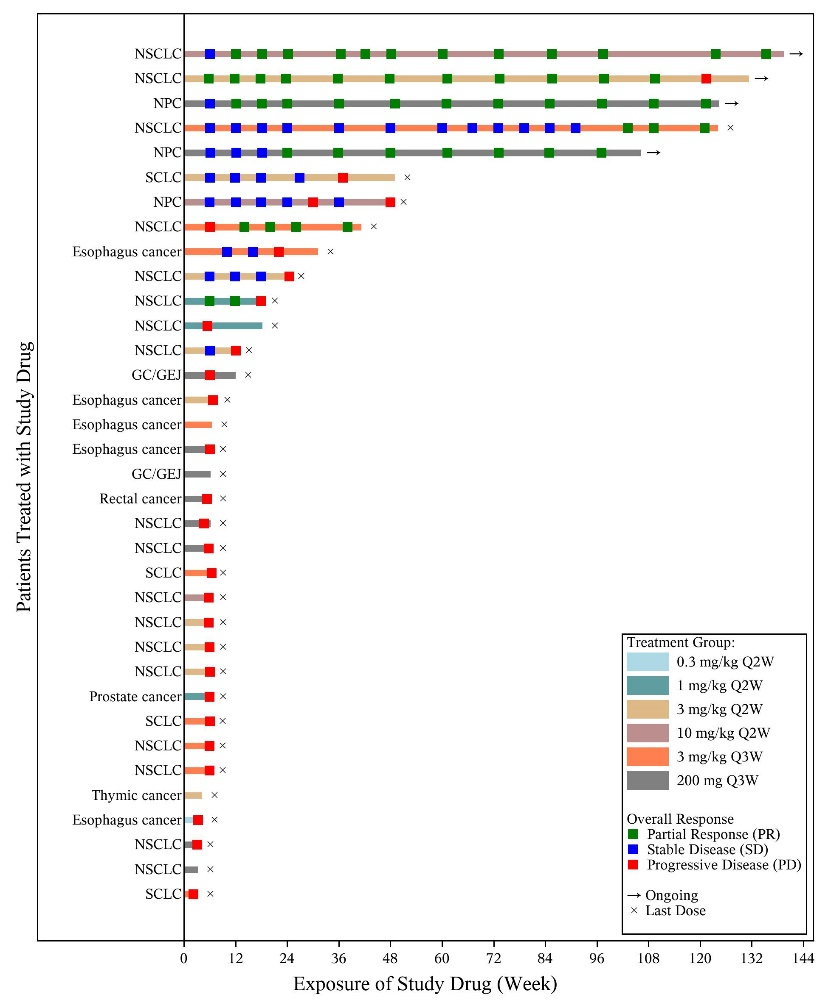 Patients Treated with Study Drug
NSCLC
NSCLC
NPC
NSCLC
NPC
SCLC
NPC
NSCLC
Esophagus cancer
NSCLC
NSCLC
NSCLC
NSCLC
GC/GEJ
Esophagus cancer
Esophagus cancer
Esophagus cancer
GC/GEJ
Rectal cancer
NSCLC
NSCLC
SCLC
NSCLC
NSCLC
NSCLC
NSCLC
Prostate cancer
SCLC
NSCLC
NSCLC
Thymic cancer
Esophagus cancer
NSCLC
NSCLC
SCLC
Treatment Group:
0.3 mg/kg Q2W
1 mg/kg Q2W
3 mg/kg Q2W
10 mg/kg Q2W
3 mg/kg Q3W
200 mg Q3W
Overall Response
Partial Response (PR)
Stable Disease (SD)
Progressive Disease (PD)
→ Ongoing
× Last Dose
0 12 24 36 48 60 72 84 96 108 120 132 144
Exposure of Study Drug (Week)